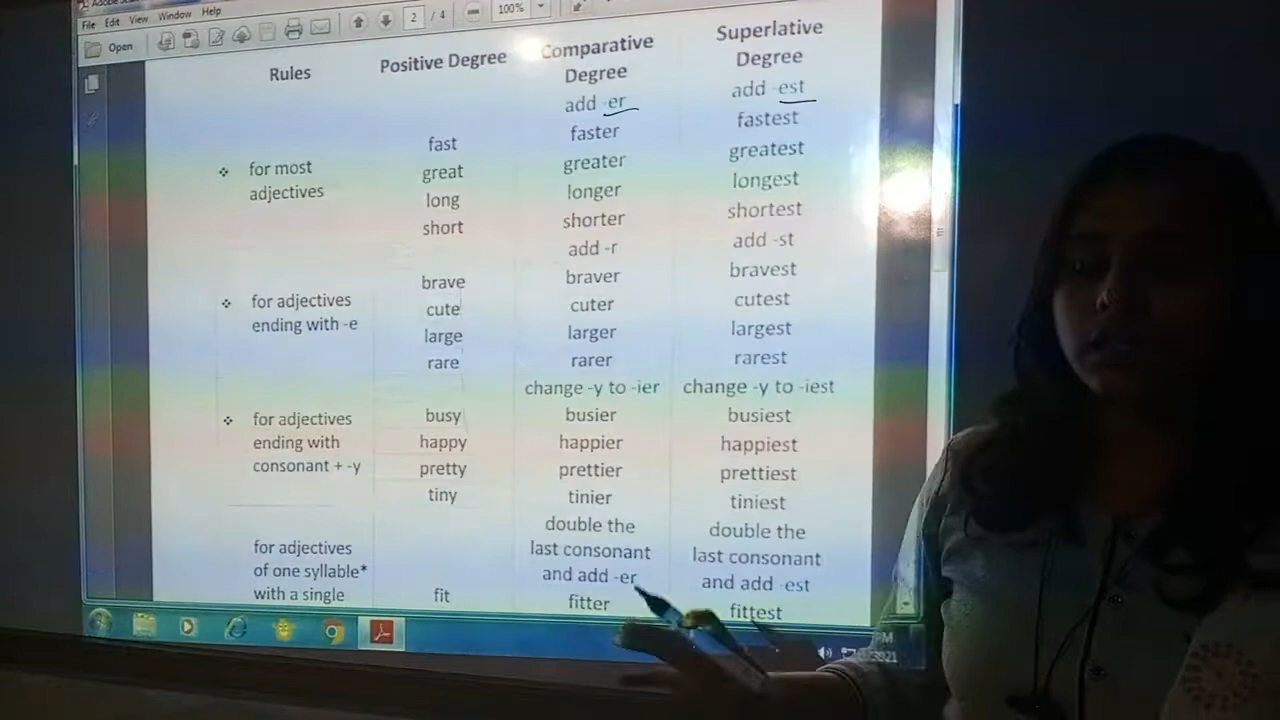 File Edit View Window Help
Open 2 / 4 100%
Rules Positive Degree Comparative Degree Superlative Degree
add -er add -est
for most adjectives
fast faster fastest
great greater greatest
long longer longest
short shorter shortest
add -r add -st
for adjectives ending with -e
brave braver bravest
cute cuter cutest
large larger largest
rare rarer rarest
change -y to -ier change -y to -iest
for adjectives ending with consonant + -y
busy busier busiest
happy happier happiest
pretty prettier prettiest
tiny tinier tiniest
double the last consonant and add -er double the last consonant and add -est
for adjectives of one syllable* with a single
fit fitter fittest